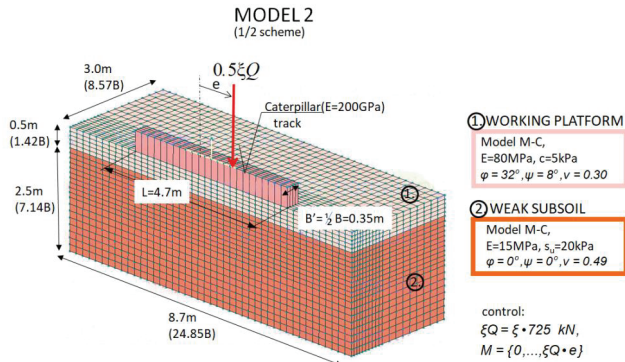 MODEL 2
(1/2 scheme)
0.5ξQ
e
3.0m
(8.57B)
Caterpillar(E=200GPa)
track
0.5m
(1.42B)
2.5m
(7.14B)
L=4.7m
B'=½ B=0.35m
1.
2.
8.7m
(24.85B)
1. WORKING PLATFORM
Model M-C,
E=80MPa, c=5kPa
φ = 32°, ψ = 8°, ν = 0.30
2. WEAK SUBSOIL
Model M-C,
E=15MPa, sᵤ=20kPa
φ = 0°, ψ = 0°, ν = 0.49
control:
ξQ = ξ•725 kN,
M = {0,...,ξQ•e}